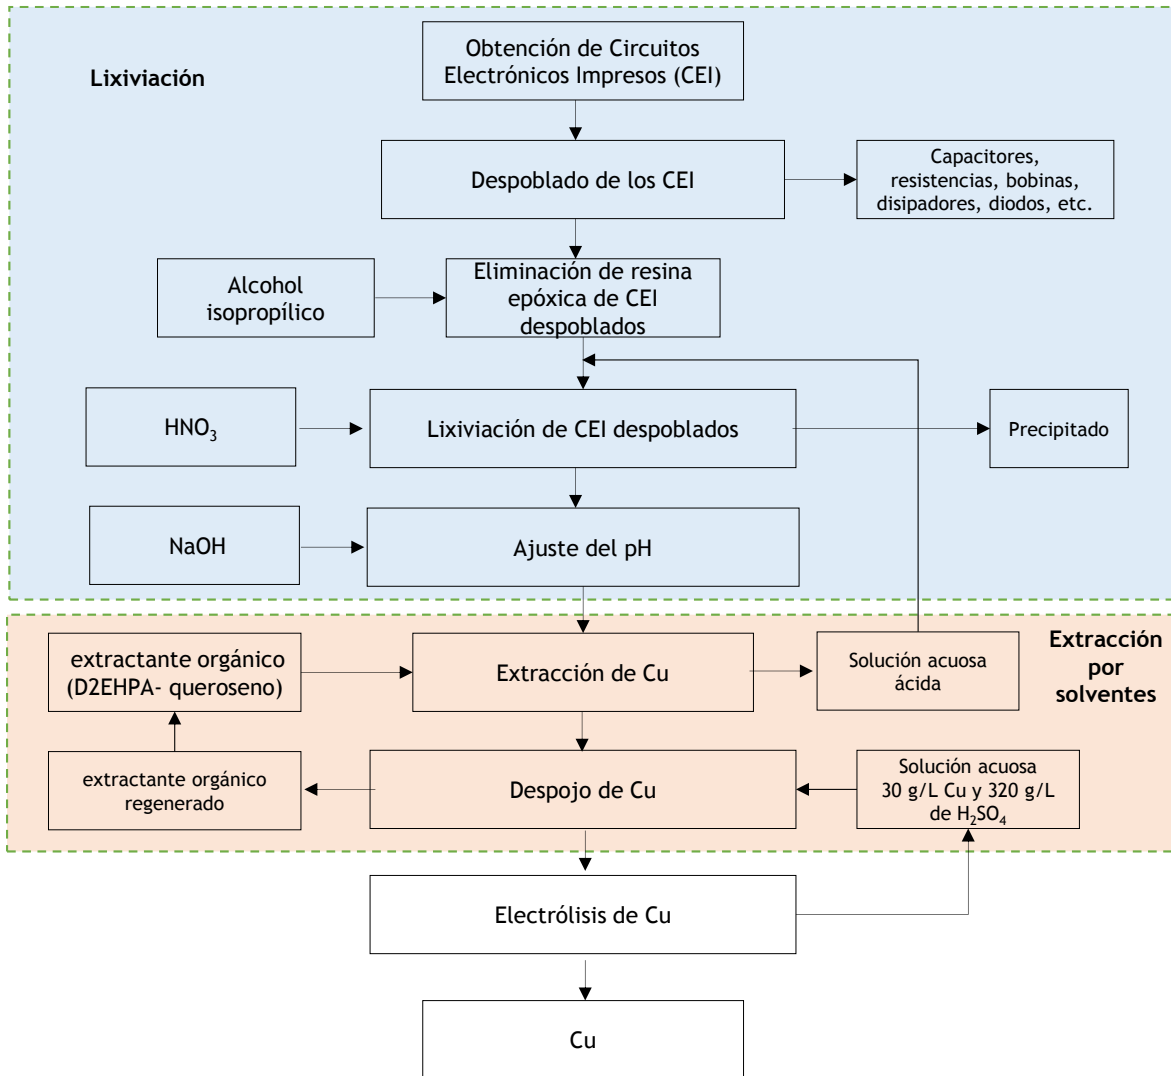 Lixiviación
Obtención de Circuitos
Electrónicos Impresos (CEI)
Despoblado de los CEI
Capacitores,
resistencias, bobinas,
disipadores, diodos, etc.
Alcohol
isopropílico
Eliminación de resina
epóxica de CEI
despoblados
HNO₃
Lixiviación de CEI despoblados
Precipitado
NaOH
Ajuste del pH
Extracción
por
solventes
extractante orgánico
(D2EHPA- queroseno)
Extracción de Cu
Solución acuosa
ácida
extractante orgánico
regenerado
Despojo de Cu
Solución acuosa
30 g/L Cu y 320 g/L
de H₂SO₄
Electrólisis de Cu
Cu